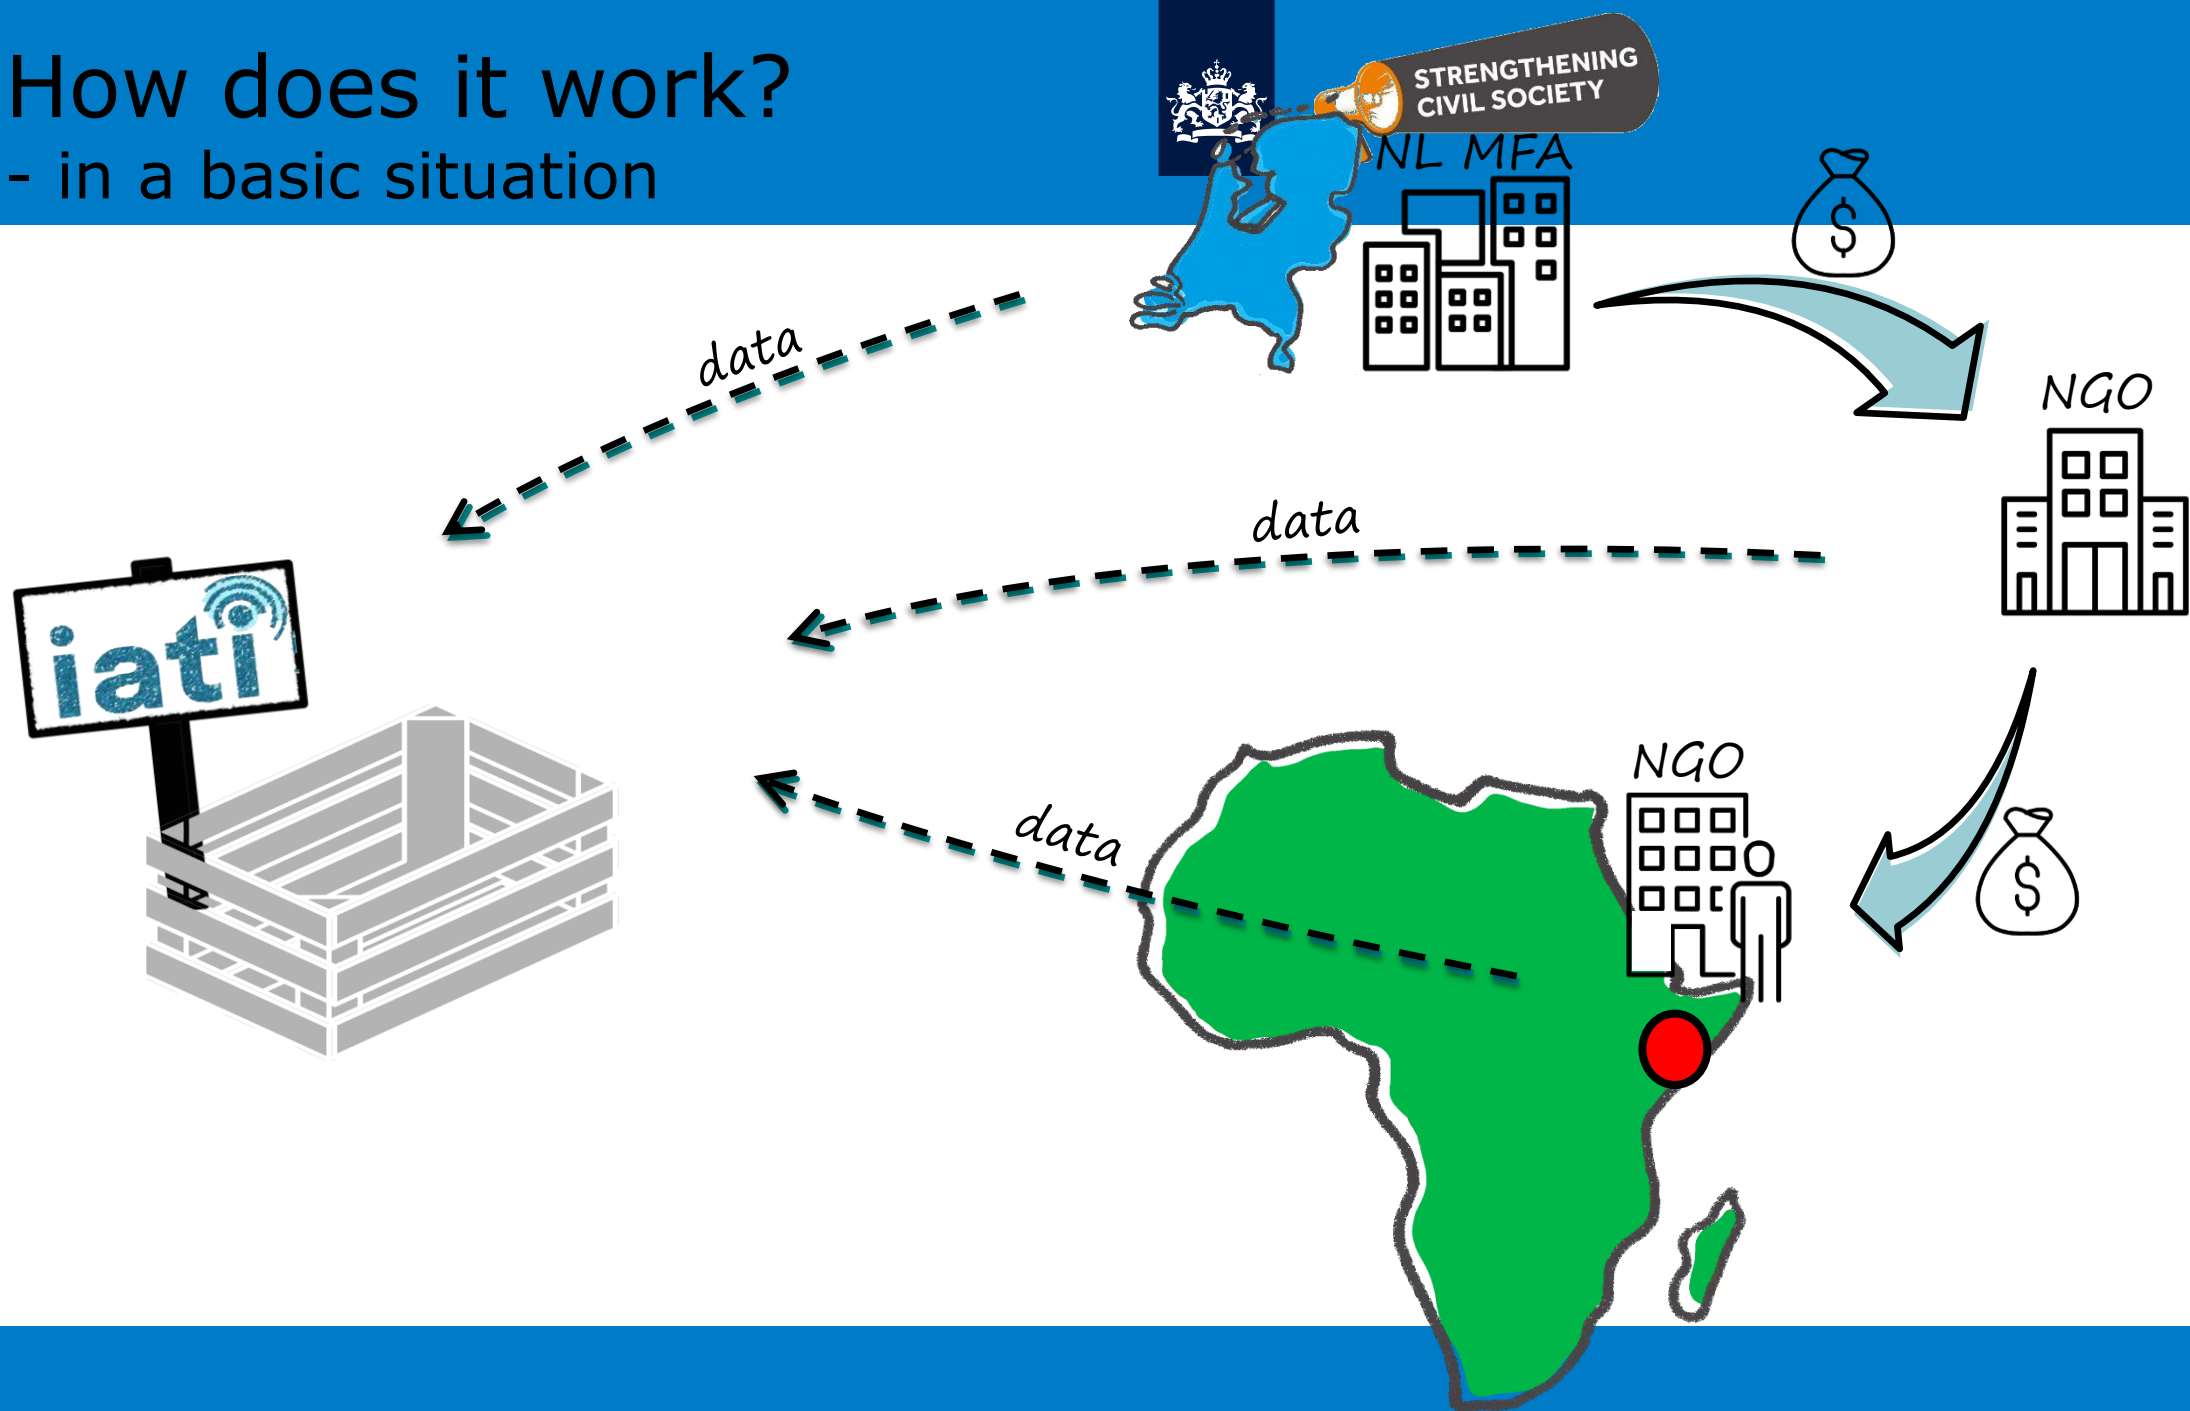 How does it work?
- in a basic situation
STRENGTHENING
CIVIL SOCIETY
NL MFA
$
data
NGO
data
iati
NGO
data
$